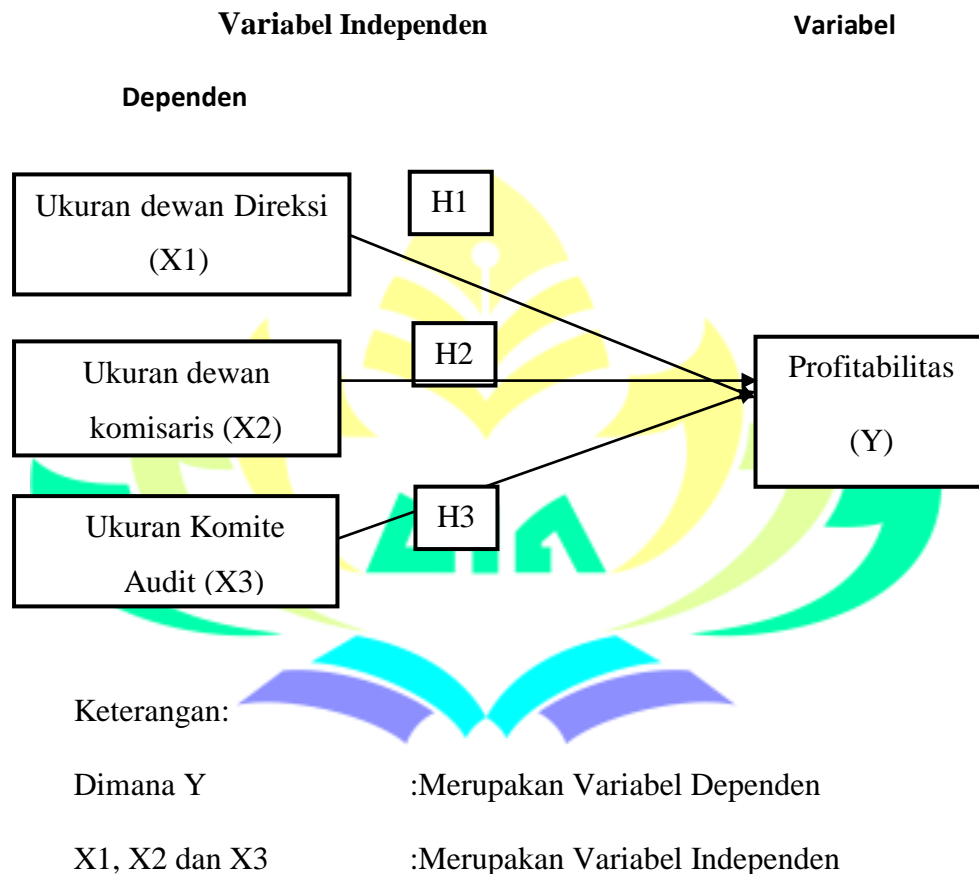 Variabel Independen Variabel
Dependen
Ukuran dewan Direksi
(X1)
H1
Ukuran dewan
komisaris (X2)
H2
Profitabilitas
(Y)
Ukuran Komite
Audit (X3)
H3
Keterangan:
Dimana Y :Merupakan Variabel Dependen
X1, X2 dan X3 :Merupakan Variabel Independen